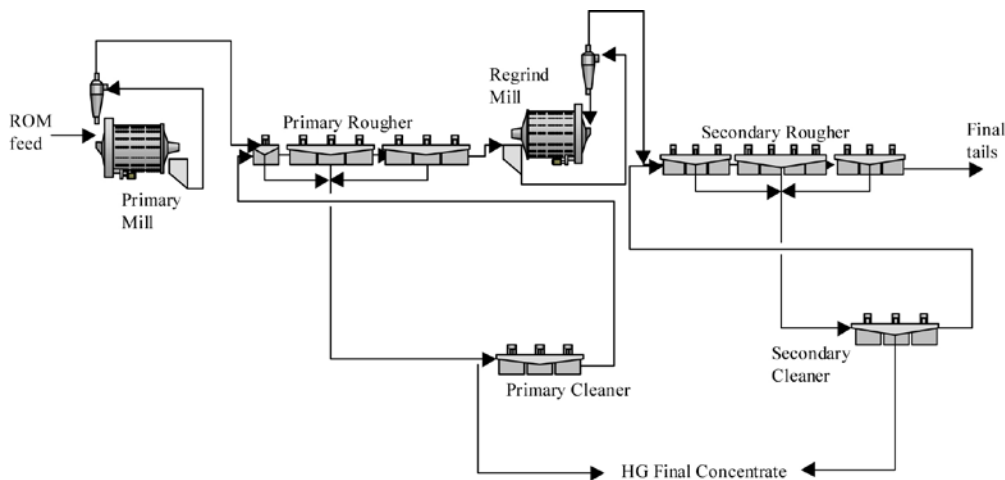 ROM
feed
Primary
Mill
Primary Rougher
Regrind
Mill
Secondary Rougher
Final
tails
Primary Cleaner
Secondary
Cleaner
HG Final Concentrate